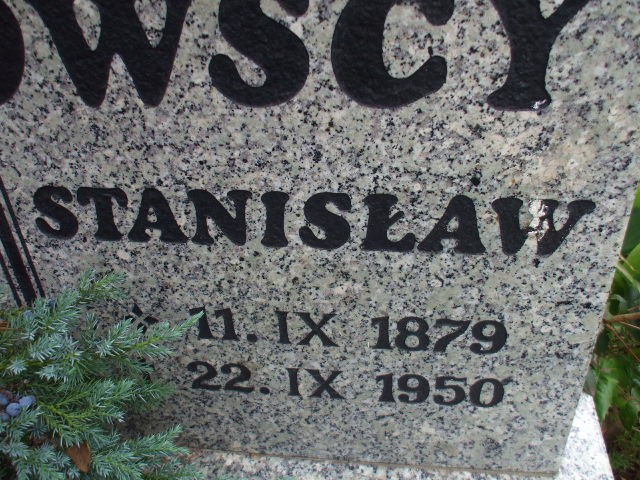 OWSCY
STANISŁAW
* 11. IX 1879
22. IX 1950